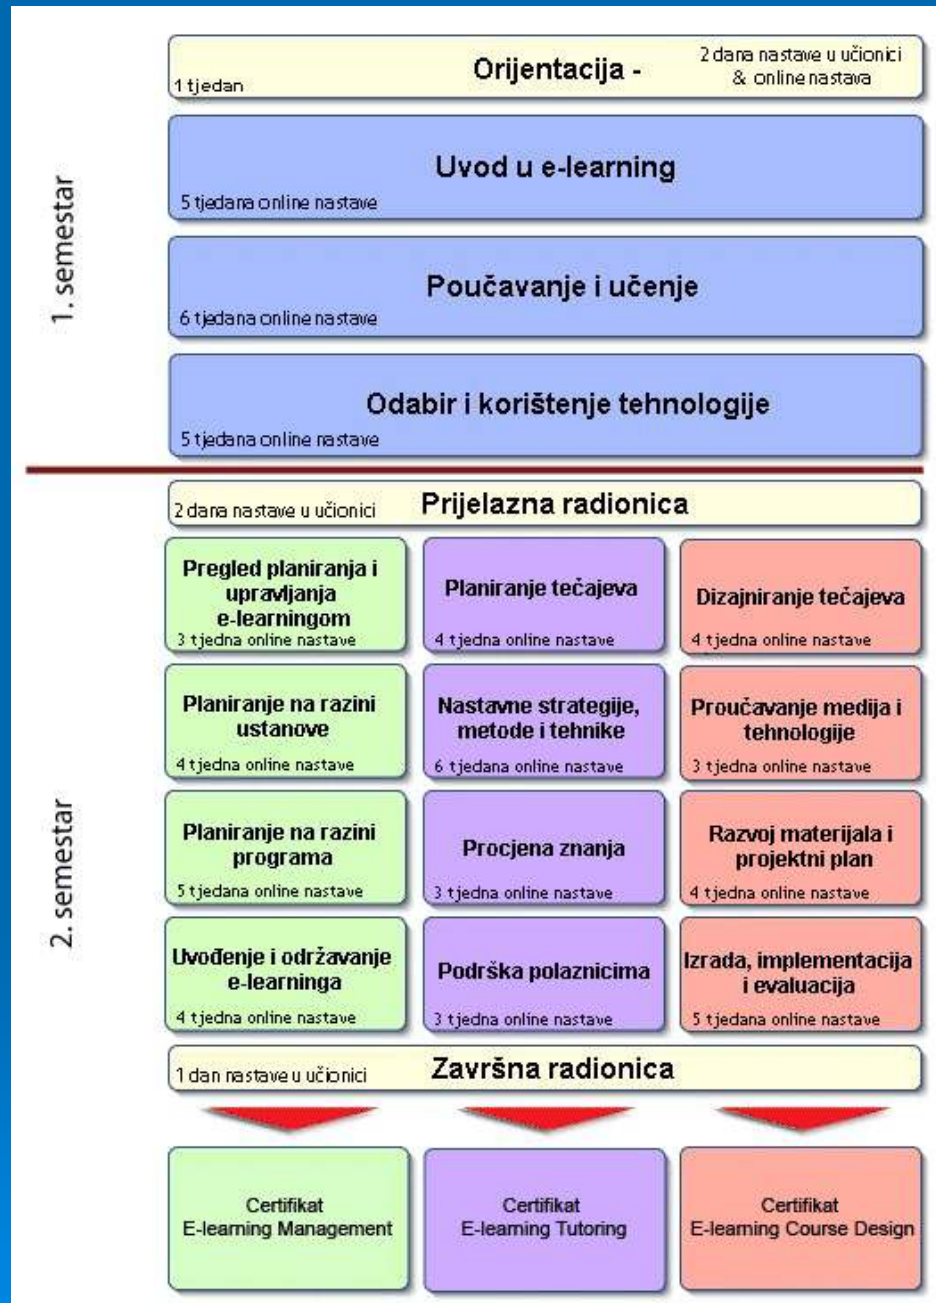 1. semestar
Orijentacija -
2 dana nastave u učionici
& online nastava
1 tjedan
Uvod u e-learning
5 tjedana online nastave
Poučavanje i učenje
6 tjedana online nastave
Odabir i korištenje tehnologije
5 tjedana online nastave
2. semestar
Prijelazna radionica
2 dana nastave u učionici
Pregled planiranja i
upravljanja
e-learningom
3 tjedna online nastave
Planiranje tečajeva
4 tjedna online nastave
Dizajniranje tečajeva
4 tjedna online nastave
Planiranje na razini
ustanove
4 tjedna online nastave
Nastavne strategije,
metode i tehnike
6 tjedana online nastave
Proučavanje medija i
tehnologije
3 tjedna online nastave
Planiranje na razini
programa
5 tjedana online nastave
Procjena znanja
3 tjedna online nastave
Razvoj materijala i
projektni plan
4 tjedna online nastave
Uvođenje i održavanje
e-learninga
4 tjedna online nastave
Podrška polaznicima
3 tjedna online nastave
Izrada, implementacija
i evaluacija
5 tjedana online nastave
Završna radionica
1 dan nastave u učionici
Certifikat
E-learning Management
Certifikat
E-learning Tutoring
Certifikat
E-learning Course Design